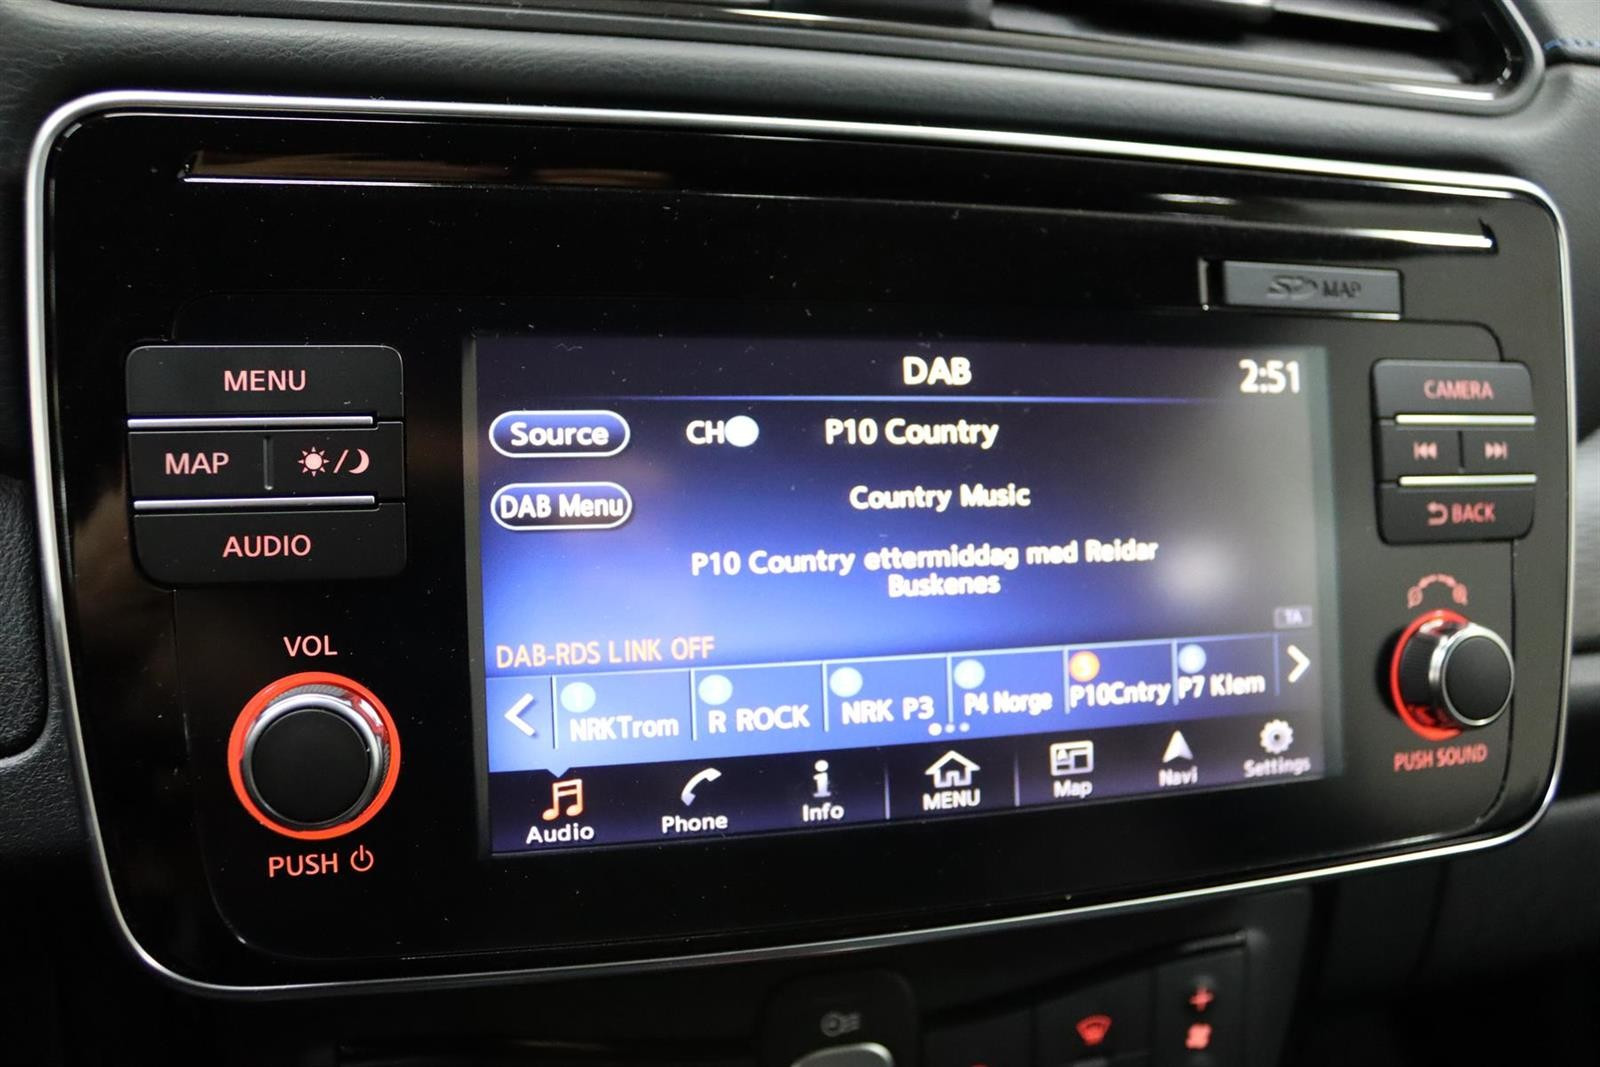 SD MAP
MENU
MAP
AUDIO
VOL
PUSH
DAB
2:51
Source
CH
P10 Country
DAB Menu
Country Music
P10 Country ettermiddag med Reidar
Buskenes
TA
DAB-RDS LINK OFF
1
NRKTrom
R ROCK
NRK P3
P4 Norge
P10Cntry
P7 Klem
Audio
Phone
Info
MENU
Map
Navi
Settings
CAMERA
BACK
PUSH SOUND